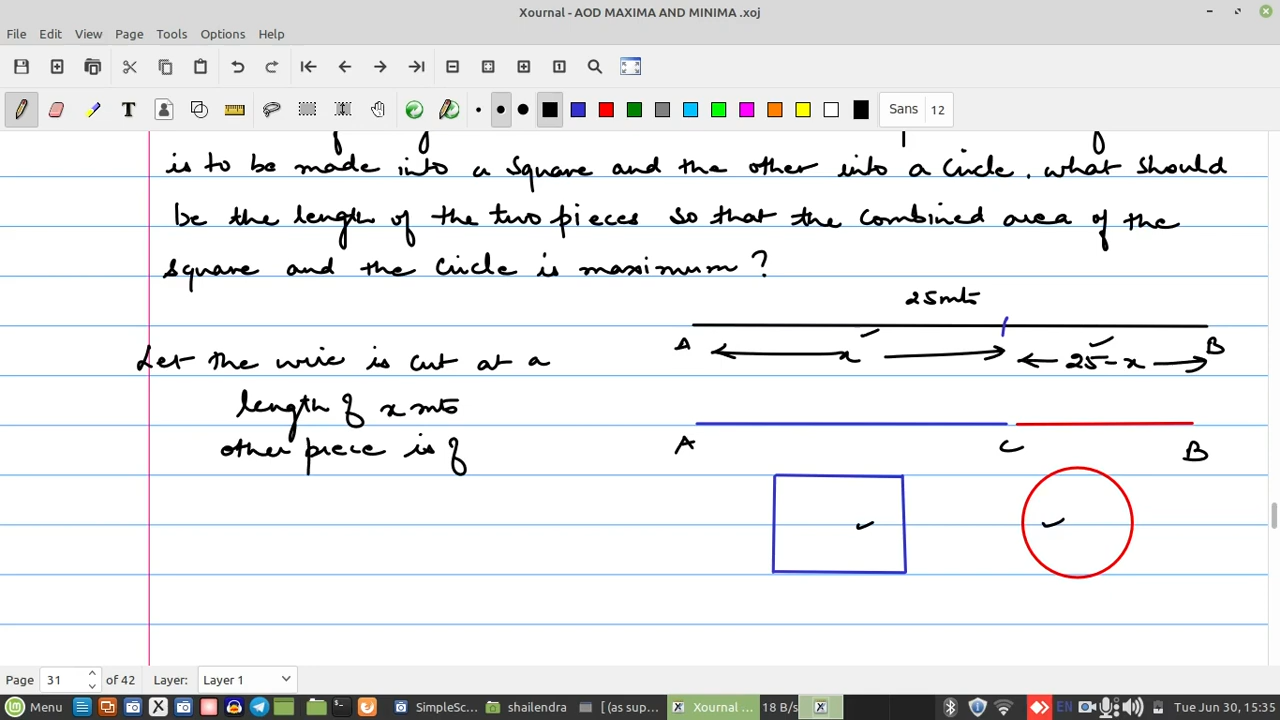 Xournal - AOD MAXIMA AND MINIMA .xoj
File Edit View Page Tools Options Help
Sans 12
is to be made into a square and the other into a circle. what should
be the length of the two pieces so that the combined area of the
square and the circle is maximum?
25mts
A x 25-x B
Let the wire is cut at a
length of x mts
other piece is of
A C B
Page 31 of 42 Layer: Layer 1
Menu SimpleSc... shailendra [(as sup... Xournal ... 18 B/s EN Tue Jun 30, 15:35